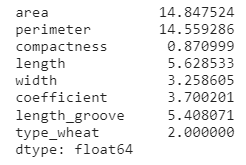 area 14.847524
perimeter 14.559286
compactness 0.870999
length 5.628533
width 3.258605
coefficient 3.700201
length_groove 5.408071
type_wheat 2.000000
dtype: float64